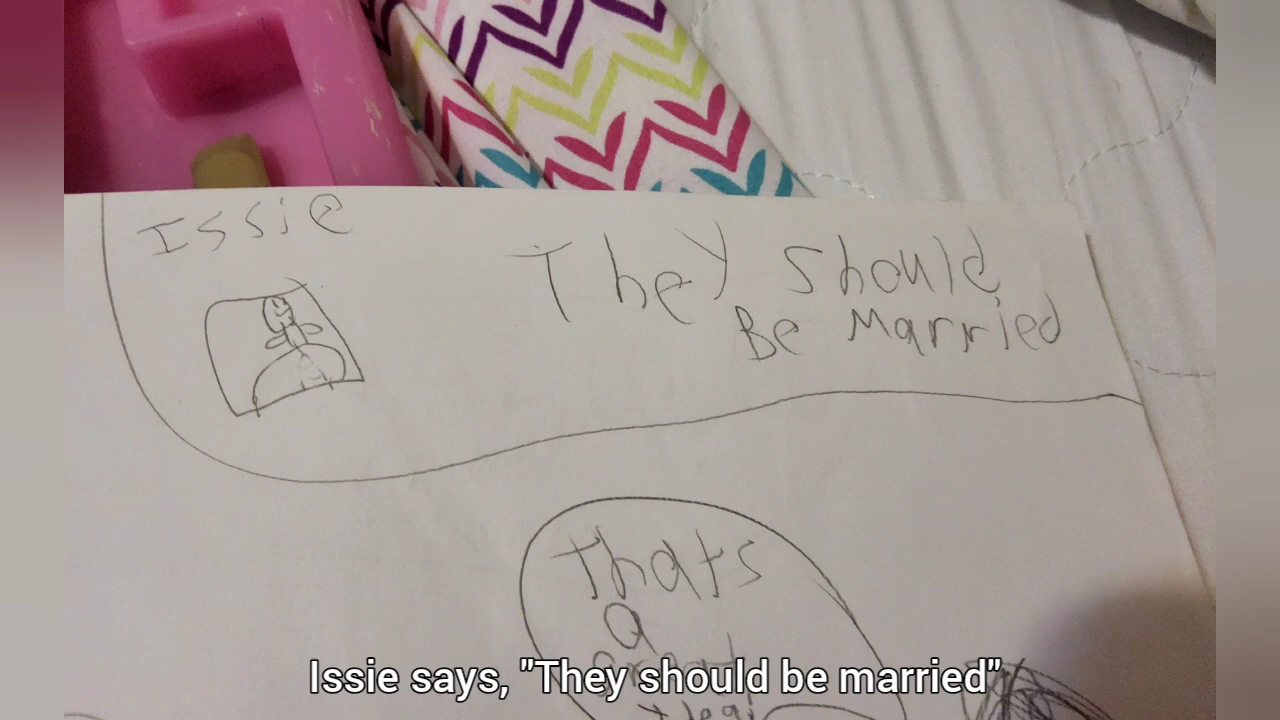 Issie
They Should
Be Married
Thats
a
Issie says, "They should be married"